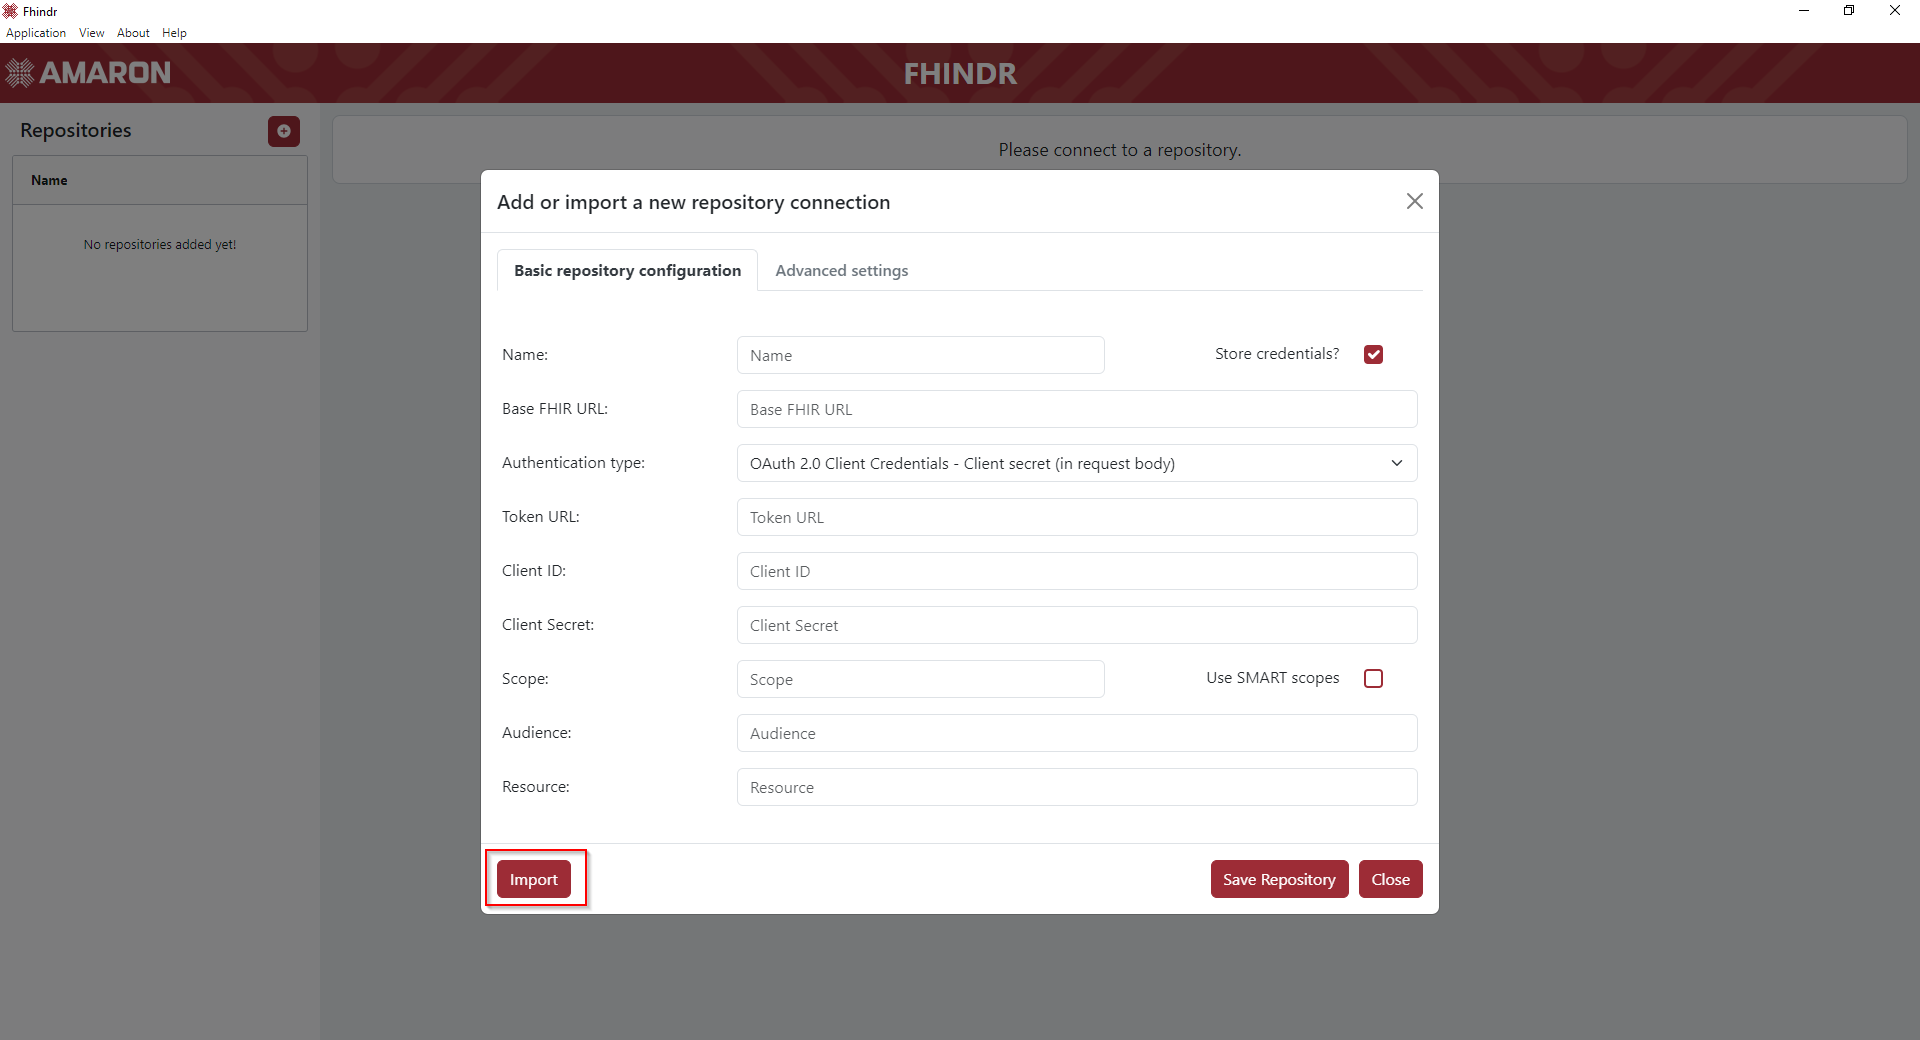 Fhindr
Application View About Help
AMARON
FHINDR
Repositories
Name
No repositories added yet!
Please connect to a repository.
Add or import a new repository connection
Basic repository configuration
Advanced settings
Name:
Name
Store credentials?
Base FHIR URL:
Base FHIR URL
Authentication type:
OAuth 2.0 Client Credentials - Client secret (in request body)
Token URL:
Token URL
Client ID:
Client ID
Client Secret:
Client Secret
Scope:
Scope
Use SMART scopes
Audience:
Audience
Resource:
Resource
Import
Save Repository
Close